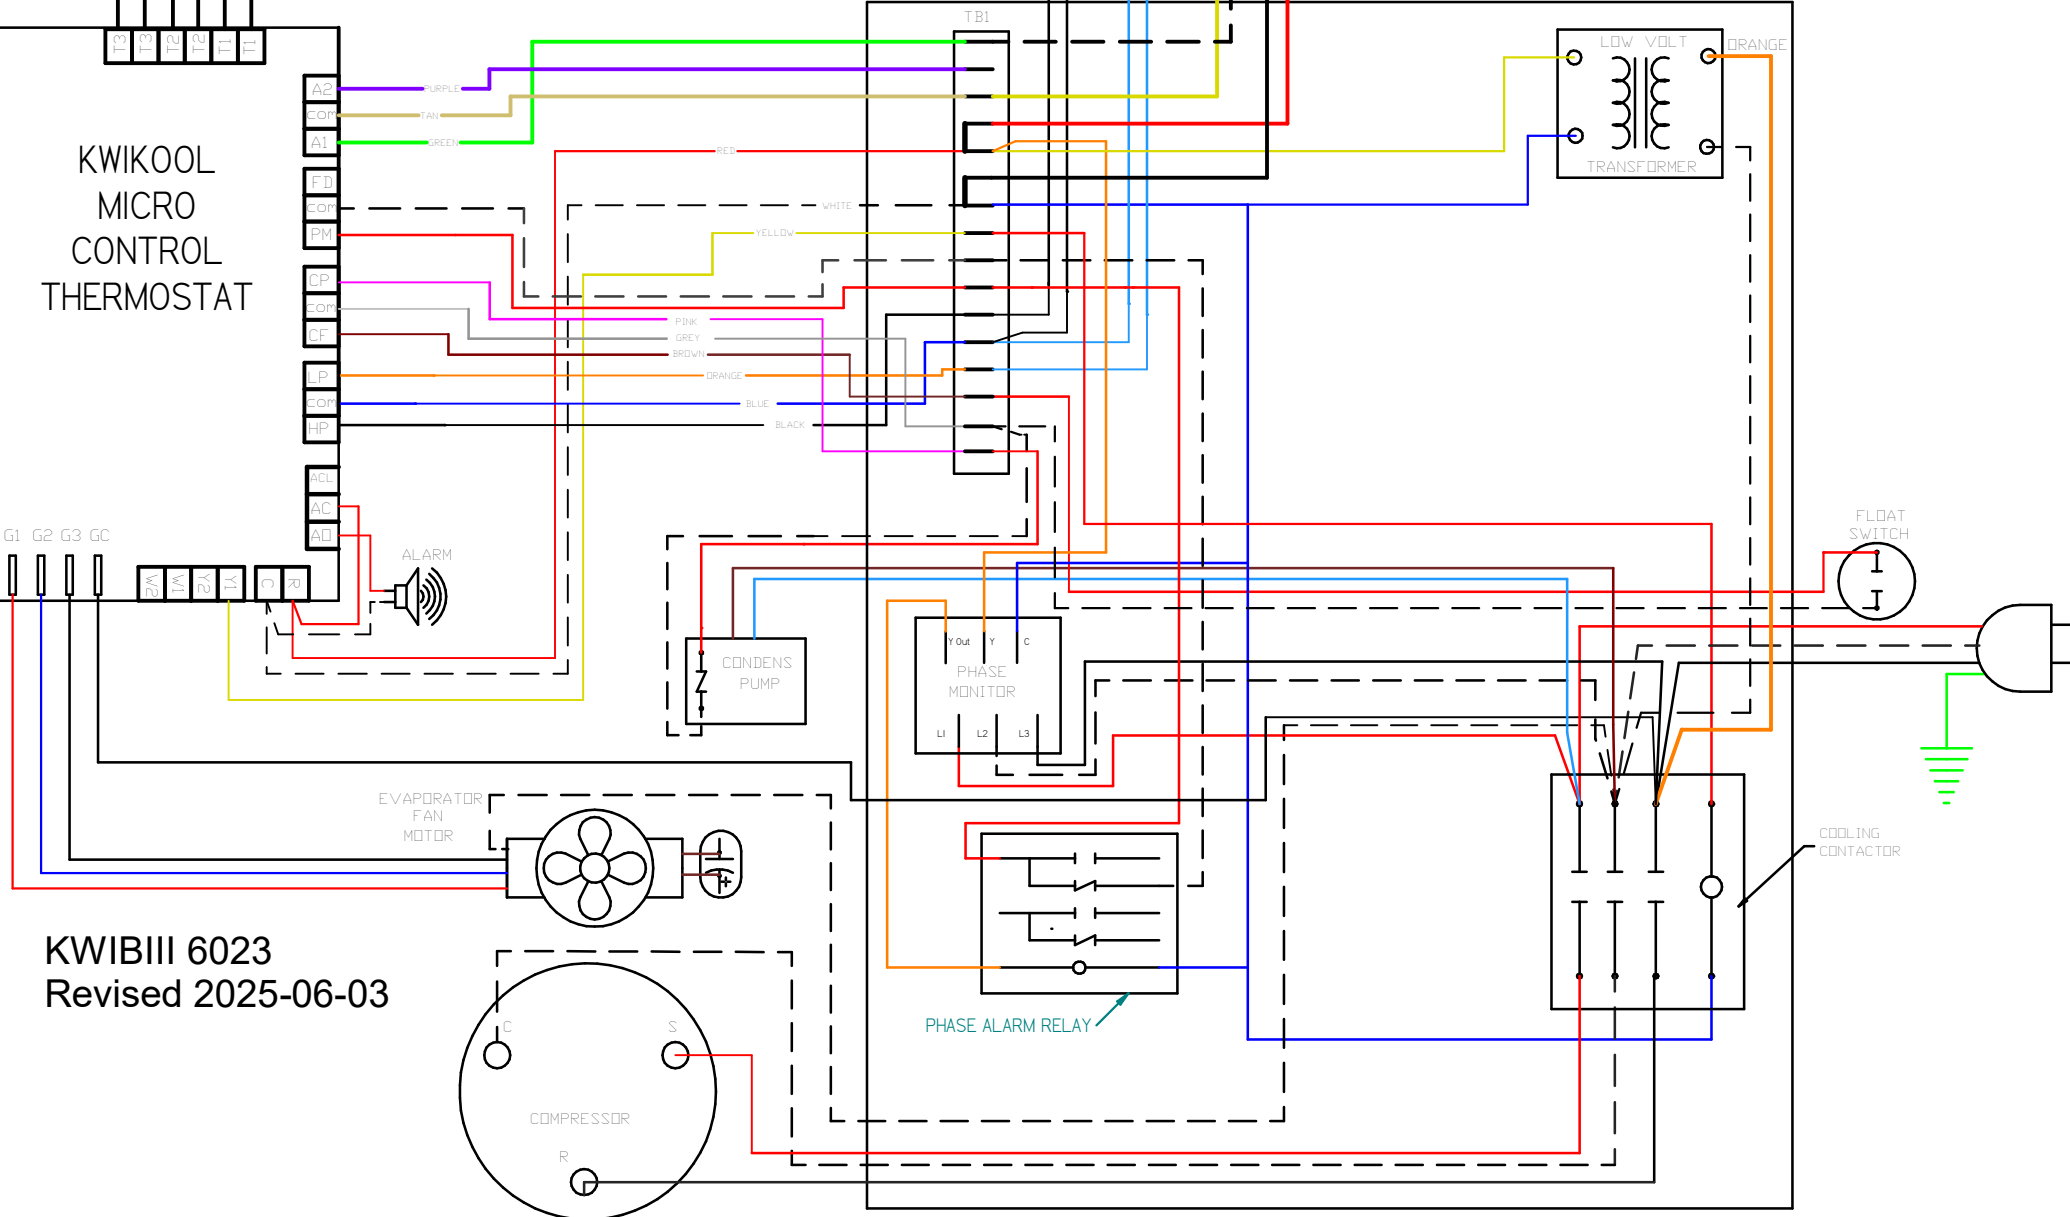 T3 T3 T2 T2 T1 T1
TB1
LOW VOLT
ORANGE
TRANSFORMER
A2
COM
A1
PURPLE
TAN
GREEN
RED
KWIKOOL
MICRO
CONTROL
THERMOSTAT
FD
COM
PM
WHITE
YELLOW
CP
COM
CF
PINK
GREY
BROWN
LP
COM
HP
ORANGE
BLUE
BLACK
ACL
AC
AO
G1 G2 G3 GC
ALARM
W2 W1 Y2 Y1 C R
FLOAT
SWITCH
CONDENS
PUMP
Y Out Y C
PHASE
MONITOR
L1 L2 L3
EVAPORATOR
FAN
MOTOR
COOLING
CONTACTOR
KWIBIII 6023
Revised 2025-06-03
PHASE ALARM RELAY
C
S
COMPRESSOR
R